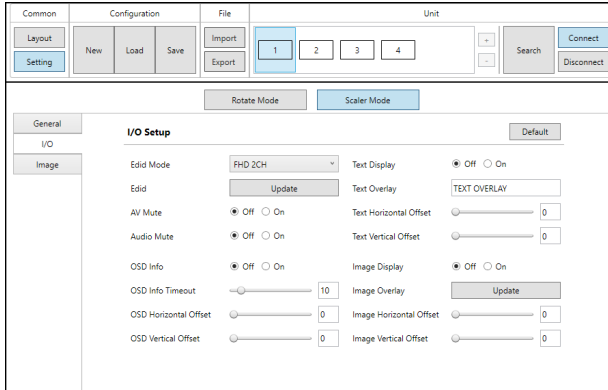 Common Configuration File Unit
Layout New Load Save Import 1 2 3 4 + Search Connect
Setting Export - Disconnect
Rotate Mode Scaler Mode
General
I/O
Image
I/O Setup Default
Edid Mode FHD 2CH Text Display Off On
Edid Update Text Overlay TEXT OVERLAY
AV Mute Off On Text Horizontal Offset 0
Audio Mute Off On Text Vertical Offset 0
OSD Info Off On Image Display Off On
OSD Info Timeout 10 Image Overlay Update
OSD Horizontal Offset 0 Image Horizontal Offset 0
OSD Vertical Offset 0 Image Vertical Offset 0